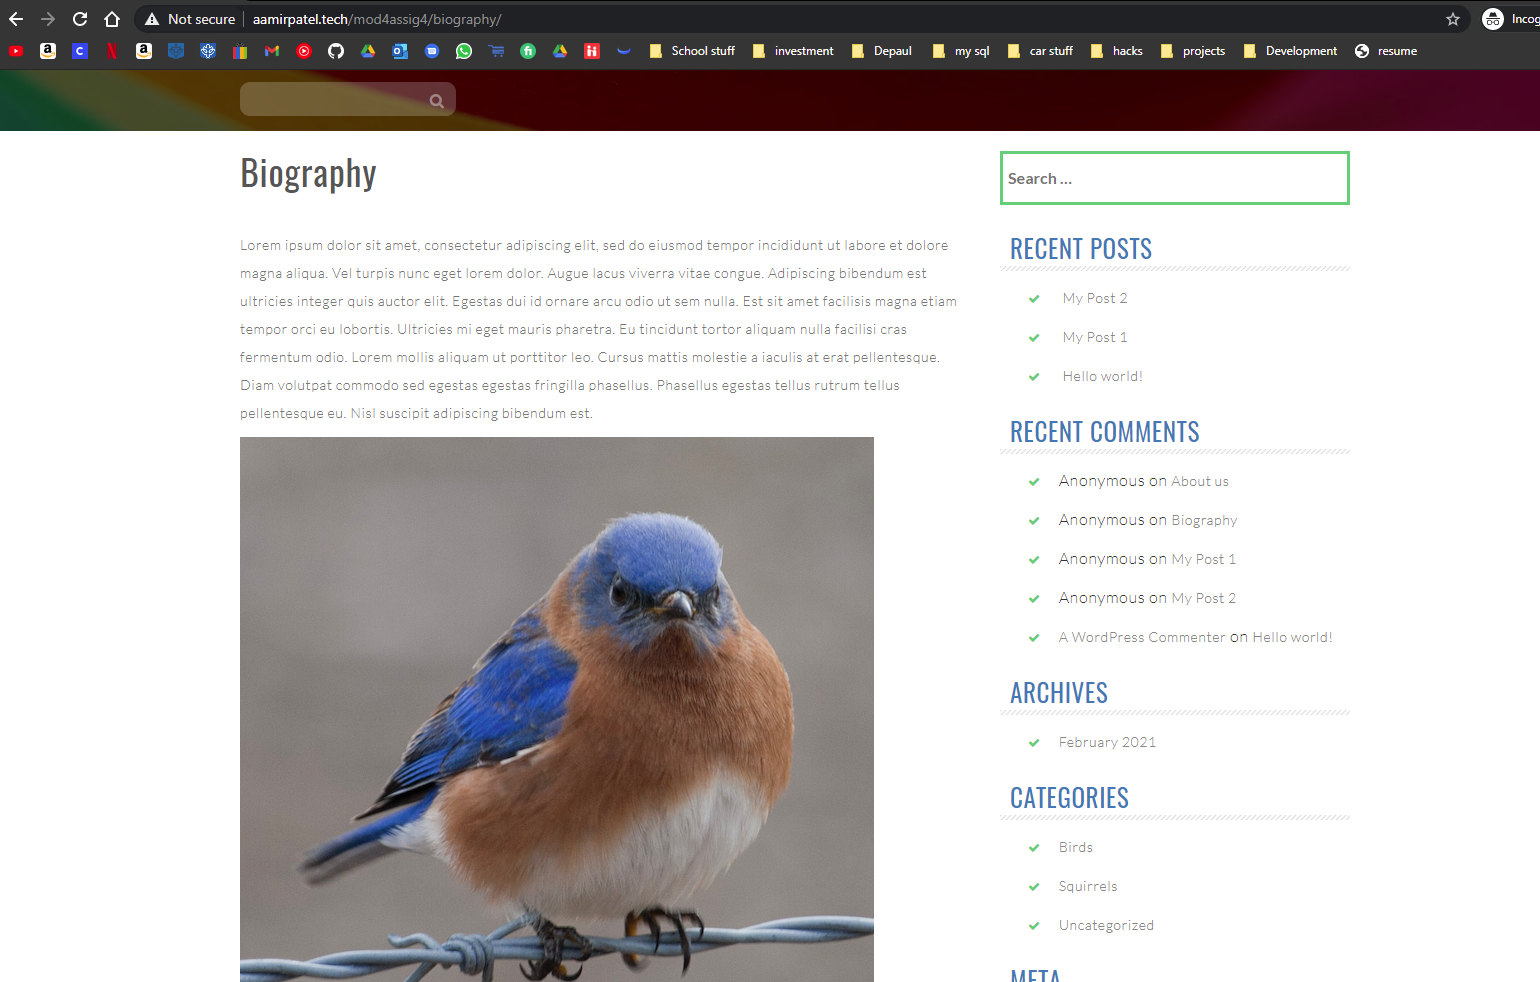 Not secure
aamirpatel.tech/mod4assig4/biography/
School stuff
investment
Depaul
my sql
car stuff
hacks
projects
Development
resume
Biography
Lorem ipsum dolor sit amet, consectetur adipiscing elit, sed do eiusmod tempor incididunt ut labore et dolore
magna aliqua. Vel turpis nunc eget lorem dolor. Augue lacus viverra vitae congue. Adipiscing bibendum est
ultricies integer quis auctor elit. Egestas dui id ornare arcu odio ut sem nulla. Est sit amet facilisis magna etiam
tempor orci eu lobortis. Ultricies mi eget mauris pharetra. Eu tincidunt tortor aliquam nulla facilisi cras
fermentum odio. Lorem mollis aliquam ut porttitor leo. Cursus mattis molestie a iaculis at erat pellentesque.
Diam volutpat commodo sed egestas egestas fringilla phasellus. Phasellus egestas tellus rutrum tellus
pellentesque eu. Nisl suscipit adipiscing bibendum est.
Search ...
RECENT POSTS
My Post 2
My Post 1
Hello world!
RECENT COMMENTS
Anonymous on About us
Anonymous on Biography
Anonymous on My Post 1
Anonymous on My Post 2
A WordPress Commenter on Hello world!
ARCHIVES
February 2021
CATEGORIES
Birds
Squirrels
Uncategorized
META